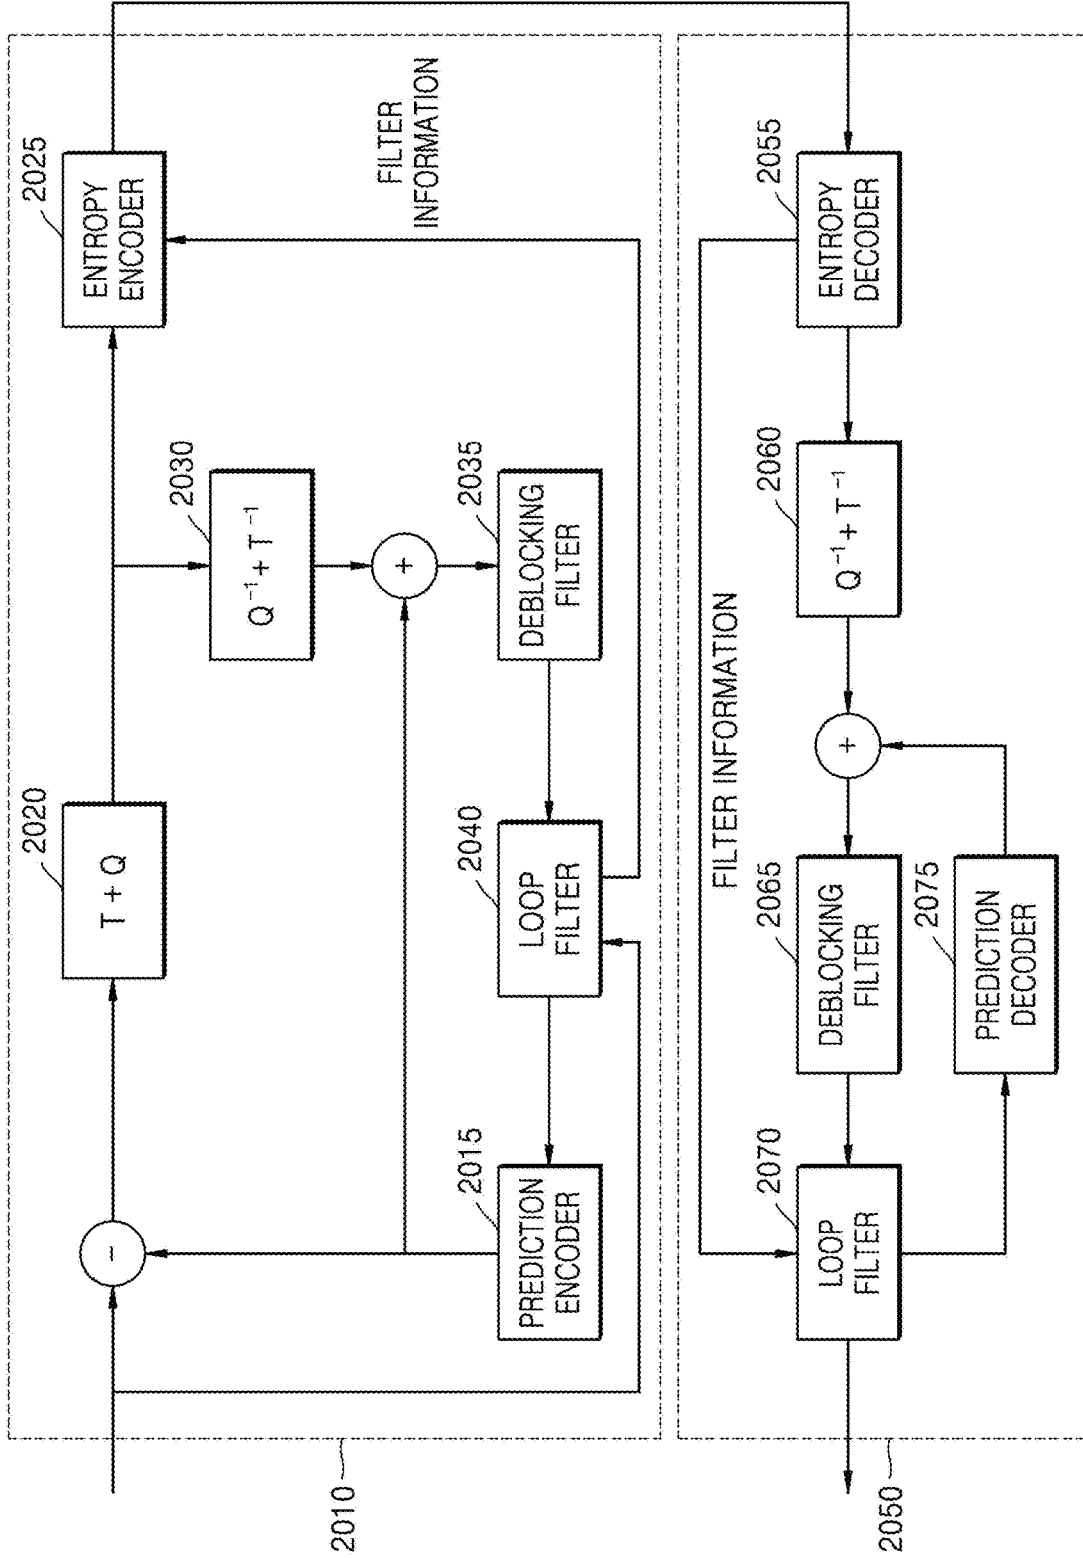 2010
2020
T + Q
2025
ENTROPY
ENCODER
−
2030
Q⁻¹ + T⁻¹
+
FILTER
INFORMATION
2015
PREDICTION
ENCODER
2040
LOOP
FILTER
2035
DEBLOCKING
FILTER
2050
FILTER INFORMATION
2070
LOOP
FILTER
2065
DEBLOCKING
FILTER
+
2060
Q⁻¹ + T⁻¹
2055
ENTROPY
DECODER
2075
PREDICTION
DECODER